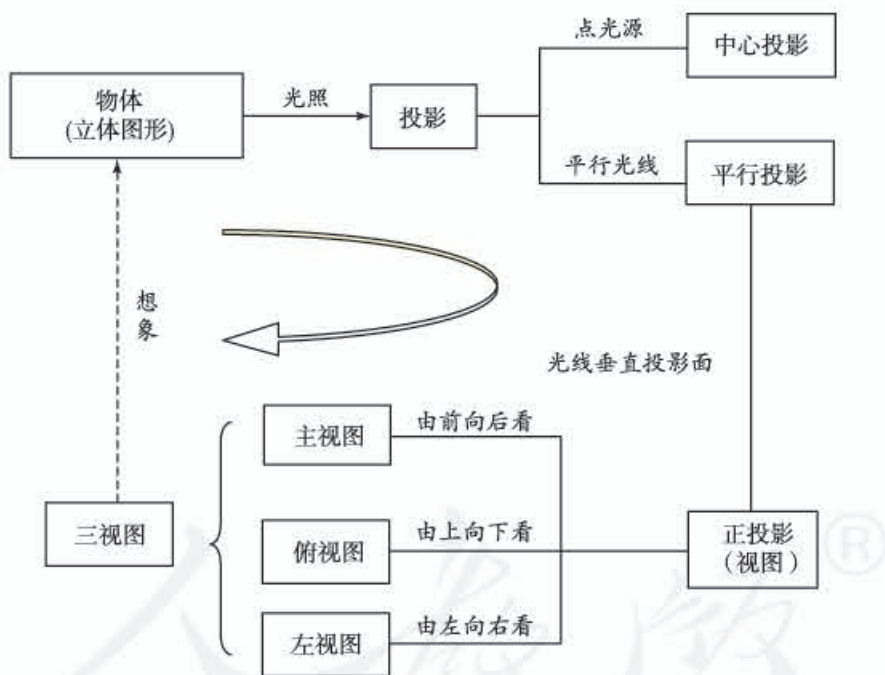 点光源
中心投影
物体
(立体图形)
光照
投影
平行光线
平行投影
想
象
光线垂直投影面
主视图
由前向后看
三视图
俯视图
由上向下看
正投影
(视图)
左视图
由左向右看
人教版®